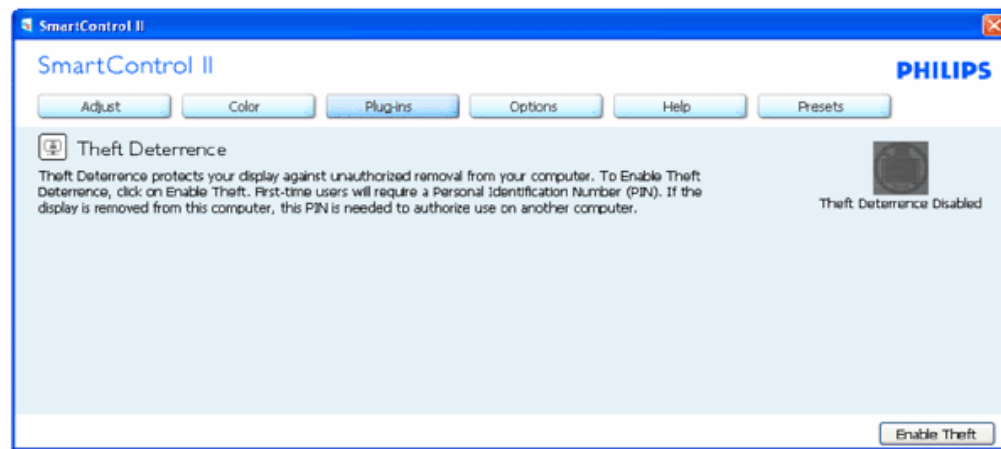 SmartControl II
SmartControl II
PHILIPS
Adjust Color Plug-ins Options Help Presets
Theft Deterrence
Theft Deterrence protects your display against unauthorized removal from your computer. To Enable Theft
Deterrence, click on Enable Theft. First-time users will require a Personal Identification Number (PIN). If the
display is removed from this computer, this PIN is needed to authorize use on another computer.
Theft Deterrence Disabled
Enable Theft